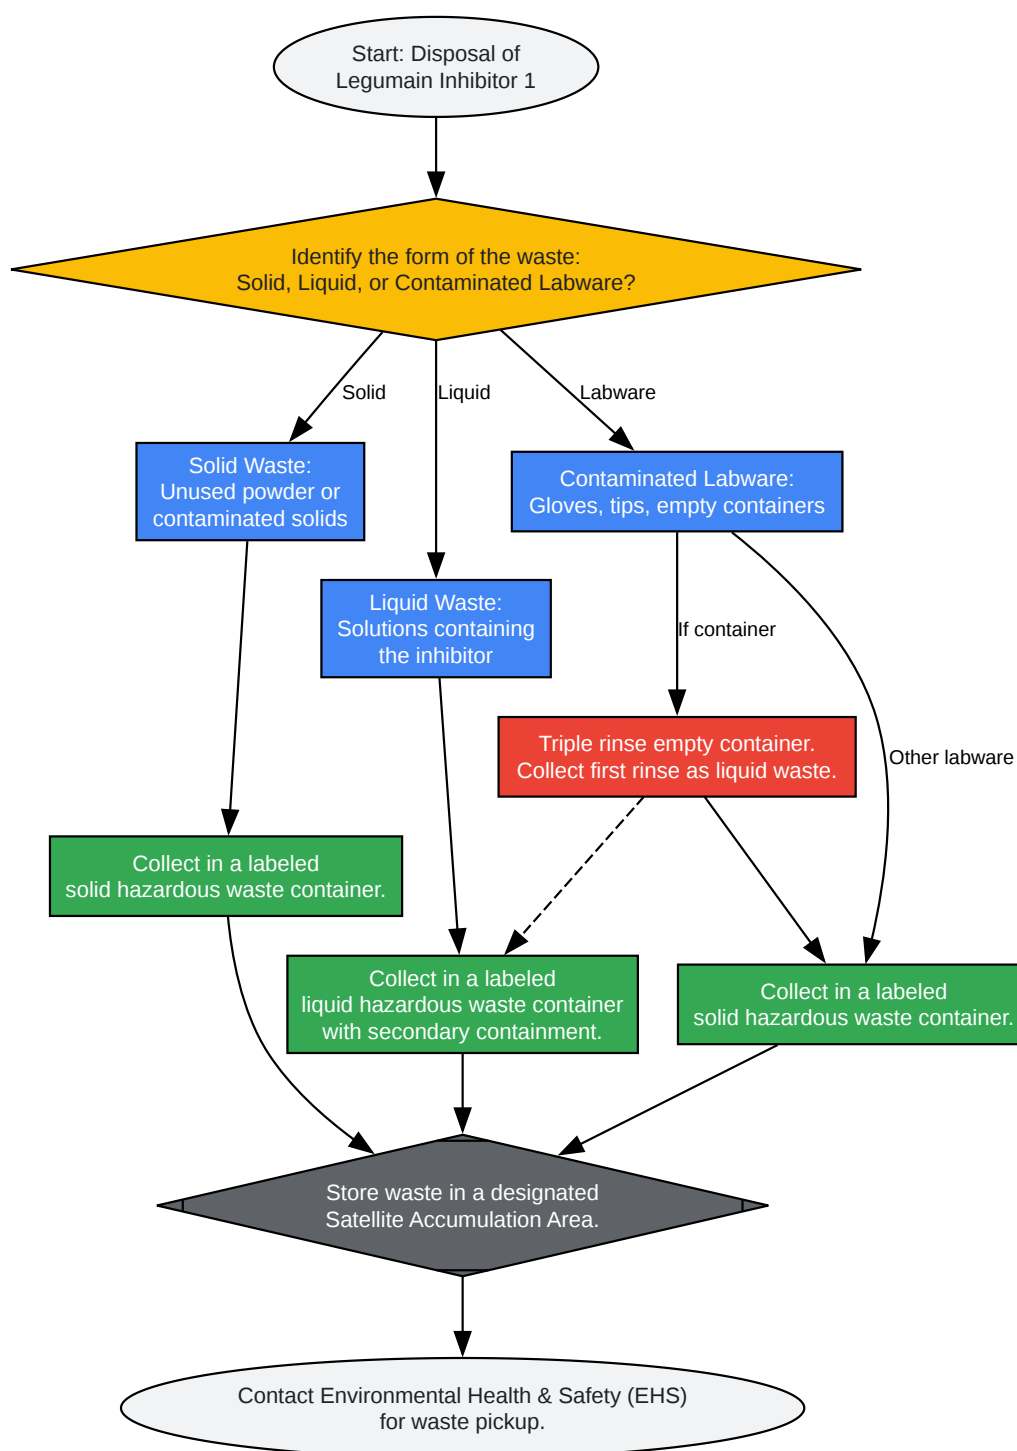 Start: Disposal of
Legumain Inhibitor 1
Identify the form of the waste:
Solid, Liquid, or Contaminated Labware?
Solid
Liquid
Labware
Solid Waste:
Unused powder or
contaminated solids
Contaminated Labware:
Gloves, tips, empty containers
Liquid Waste:
Solutions containing
the inhibitor
If container
Triple rinse empty container.
Collect first rinse as liquid waste.
Other labware
Collect in a labeled
solid hazardous waste container.
Collect in a labeled
liquid hazardous waste container
with secondary containment.
Collect in a labeled
solid hazardous waste container.
Store waste in a designated
Satellite Accumulation Area.
Contact Environmental Health & Safety (EHS)
for waste pickup.